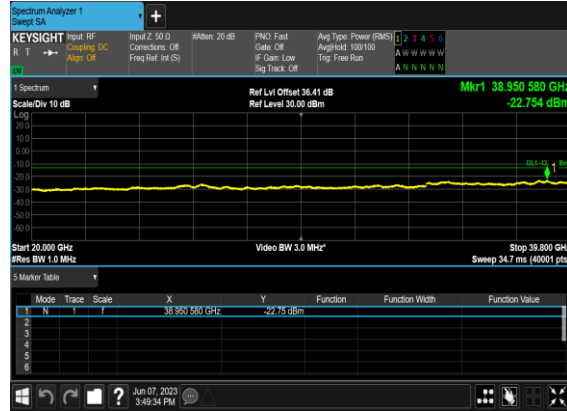 Spectrum Analyzer 1
Swept SA
+
KEYSIGHT
R T
LW
Input: RF
Coupling: DC
Align: Off
Input Z: 50 Ω
Corrections: Off
Freq Ref: Int (S)
#Atten: 20 dB
PNO: Fast
Gate: Off
IF Gain: Low
Sig Track: Off
Avg Type: Power (RMS)
Avg|Hold: 100/100
Trig: Free Run
1 2 3 4 5 6
A W W W W W
A N N N N N
1 Spectrum
Scale/Div 10 dB
Ref Lvl Offset 36.41 dB
Ref Level 30.00 dBm
Mkr1 38.950 580 GHz
-22.754 dBm
Log
20.0
10.0
0.00
-10.0
-20.0
-30.0
-40.0
-50.0
-60.0
1
Start 20.000 GHz
#Res BW 1.0 MHz
Video BW 3.0 MHz*
Stop 39.800 GHz
Sweep 34.7 ms (40001 pts)
5 Marker Table
Mode Trace Scale X Y Function Function Width Function Value
1 N 1 f 38.950 580 GHz -22.75 dBm
2
3
4
5
6
?
Jun 07, 2023
3:49:34 PM